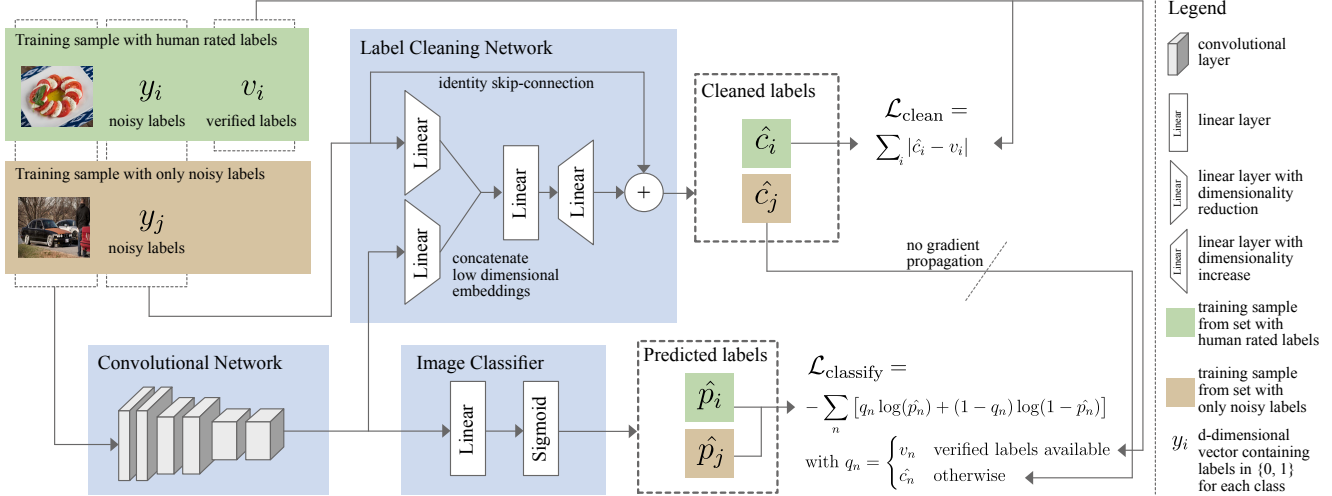 Training sample with human rated labels
y_i
noisy labels
v_i
verified labels
Training sample with only noisy labels
y_j
noisy labels
Label Cleaning Network
identity skip-connection
Linear
Linear
Linear
Linear
+
concatenate
low dimensional
embeddings
Cleaned labels
ĉ_i
ĉ_j
ℒ_clean =
∑_i |ĉ_i − v_i|
no gradient
propagation
Convolutional Network
Image Classifier
Linear
Sigmoid
Predicted labels
p̂_i
p̂_j
ℒ_classify =
− ∑_n [q_n log(p̂_n) + (1 − q_n) log(1 − p̂_n)]
with q_n = { v_n verified labels available
ĉ_n otherwise
Legend
convolutional
layer
Linear
linear layer
Linear
linear layer with
dimensionality
reduction
Linear
linear layer with
dimensionality
increase
training sample
from set with
human rated labels
training sample
from set with
only noisy labels
y_i
d-dimensional
vector containing
labels in {0, 1}
for each class